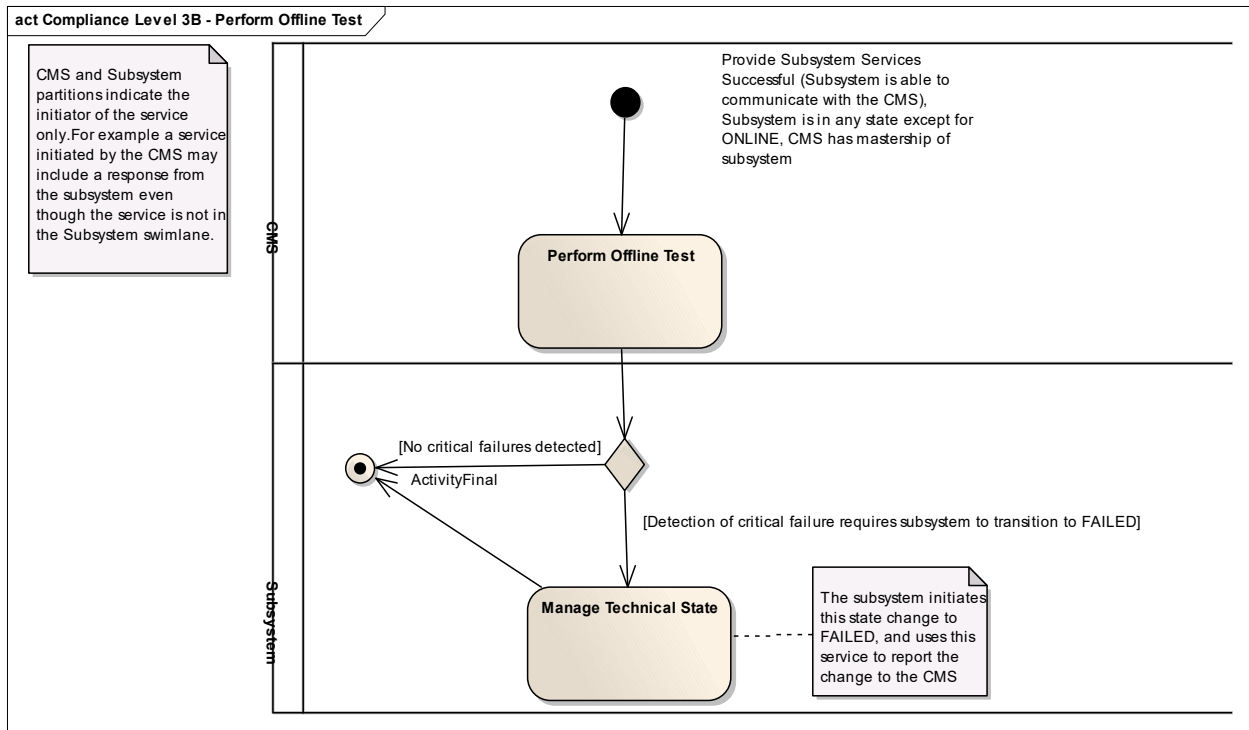 act Compliance Level 3B - Perform Offline Test
CMS and Subsystem
partitions indicate the
initiator of the service
only.For example a service
initiated by the CMS may
include a response from
the subsystem even
though the service is not in
the Subsystem swimlane.
CMS
Provide Subsystem Services
Successful (Subsystem is able to
communicate with the CMS),
Subsystem is in any state except for
ONLINE, CMS has mastership of
subsystem
Perform Offline Test
Subsystem
[No critical failures detected]
ActivityFinal
[Detection of critical failure requires subsystem to transition to FAILED]
Manage Technical State
The subsystem initiates
this state change to
FAILED, and uses this
service to report the
change to the CMS